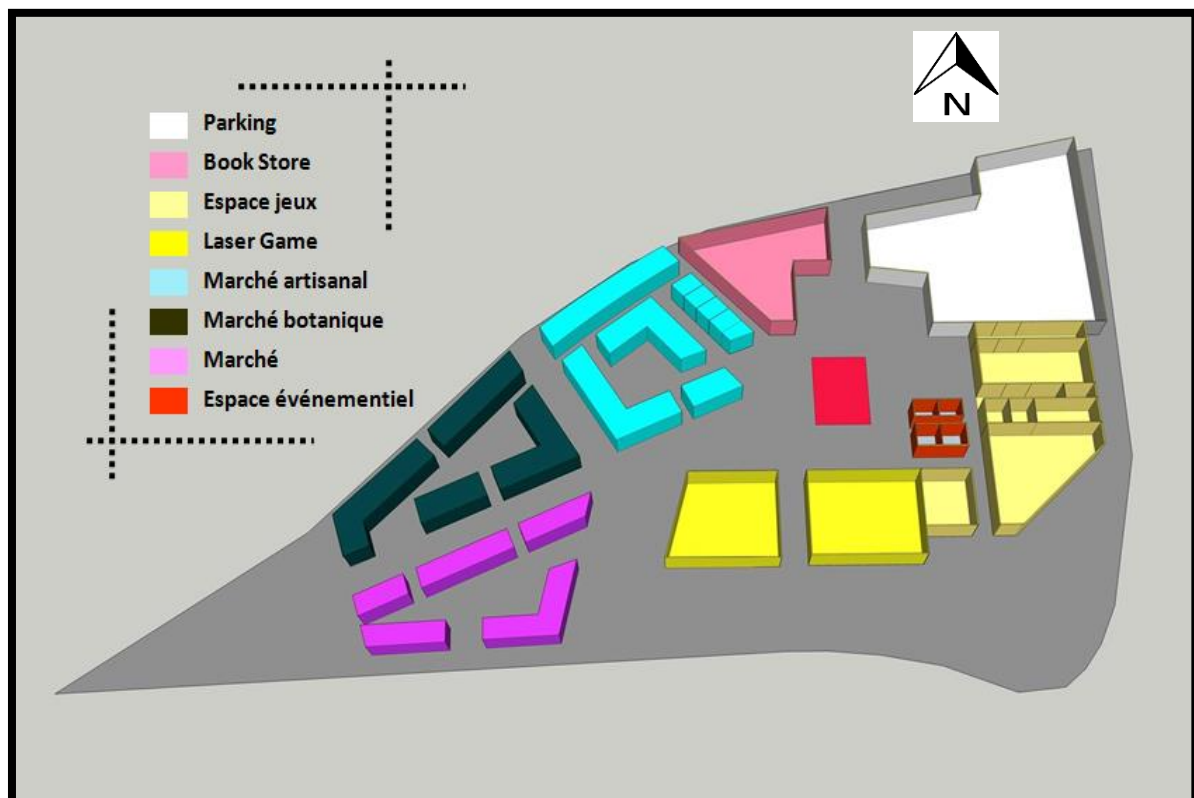 N
Parking
Book Store
Espace jeux
Laser Game
Marché artisanal
Marché botanique
Marché
Espace événementiel